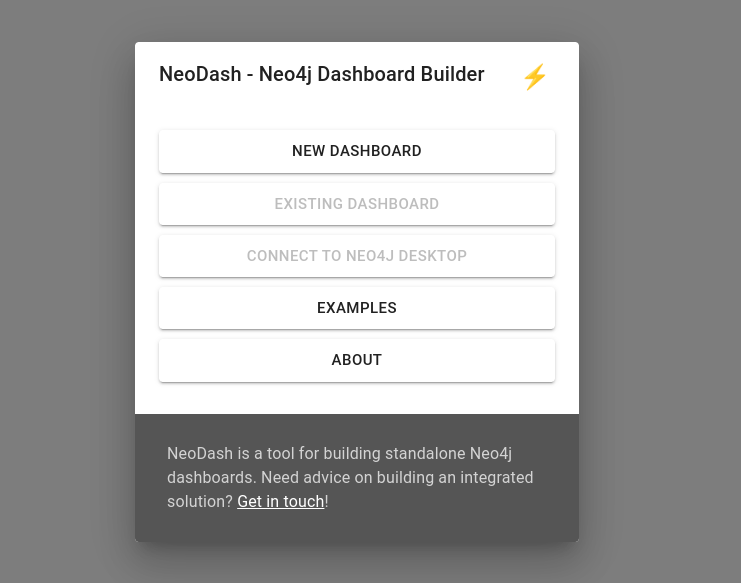 NeoDash - Neo4j Dashboard Builder ⚡
NEW DASHBOARD
EXISTING DASHBOARD
CONNECT TO NEO4J DESKTOP
EXAMPLES
ABOUT
NeoDash is a tool for building standalone Neo4j
dashboards. Need advice on building an integrated
solution? Get in touch!